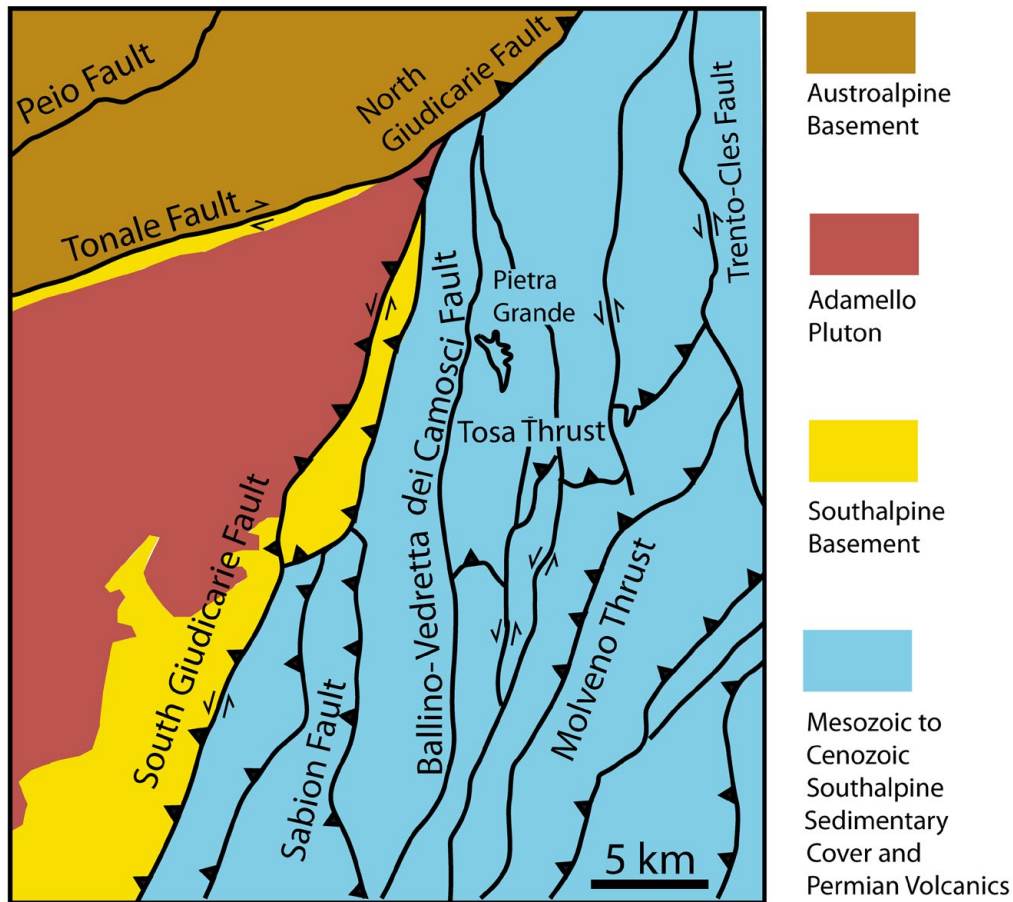 Peio Fault
North
Giudicarie Fault
Tonale Fault
Trento-Cles Fault
Pietra
Grande
Tosa Thrust
Ballino-Vedretta dei Camosci Fault
South Giudicarie Fault
Sabion Fault
Molveno Thrust
5 km
Austroalpine
Basement
Adamello
Pluton
Southalpine
Basement
Mesozoic to
Cenozoic
Southalpine
Sedimentary
Cover and
Permian Volcanics